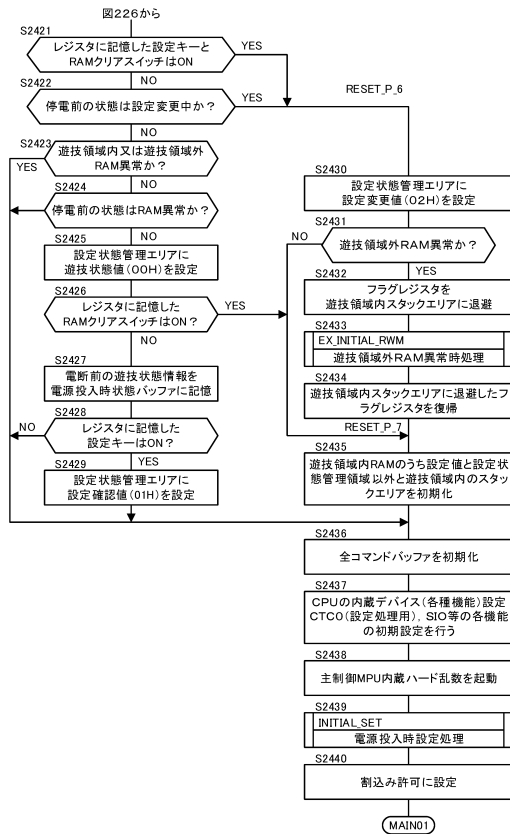 図226から
S2421
レジスタに記憶した設定キーと
RAMクリアスイッチはON
YES
NO
S2422
停電前の状態は設定変更中か？
YES
RESET_P_6
NO
S2423
遊技領域内又は遊技領域外
RAM異常か？
YES
NO
S2424
停電前の状態はRAM異常か？
NO
S2425
設定状態管理エリアに
遊技状態値(00H)を設定
S2426
レジスタに記憶した
RAMクリアスイッチはON？
YES
NO
S2427
電断前の遊技状態情報を
電源投入時状態バッファに記憶
S2428
NO
レジスタに記憶した
設定キーはON？
YES
S2429
設定状態管理エリアに
設定確認値(01H)を設定
S2430
設定状態管理エリアに
設定変更値(02H)を設定
S2431
NO
遊技領域外RAM異常か？
YES
S2432
フラグレジスタを
遊技領域内スタックエリアに退避
S2433
EX_INITIAL_RWM
遊技領域外RAM異常時処理
S2434
遊技領域内スタックエリアに退避したフ
ラグレジスタを復帰
RESET_P_7
S2435
遊技領域内RAMのうち設定値と設定状
態管理領域以外と遊技領域内のスタッ
クエリアを初期化
S2436
全コマンドバッファを初期化
S2437
CPUの内蔵デバイス(各種機能)設定
CTC0(設定処理用)，SIO等の各機能
の初期設定を行う
S2438
主制御MPU内蔵ハード乱数を起動
S2439
INITIAL_SET
電源投入時設定処理
S2440
割込み許可に設定
MAIN01